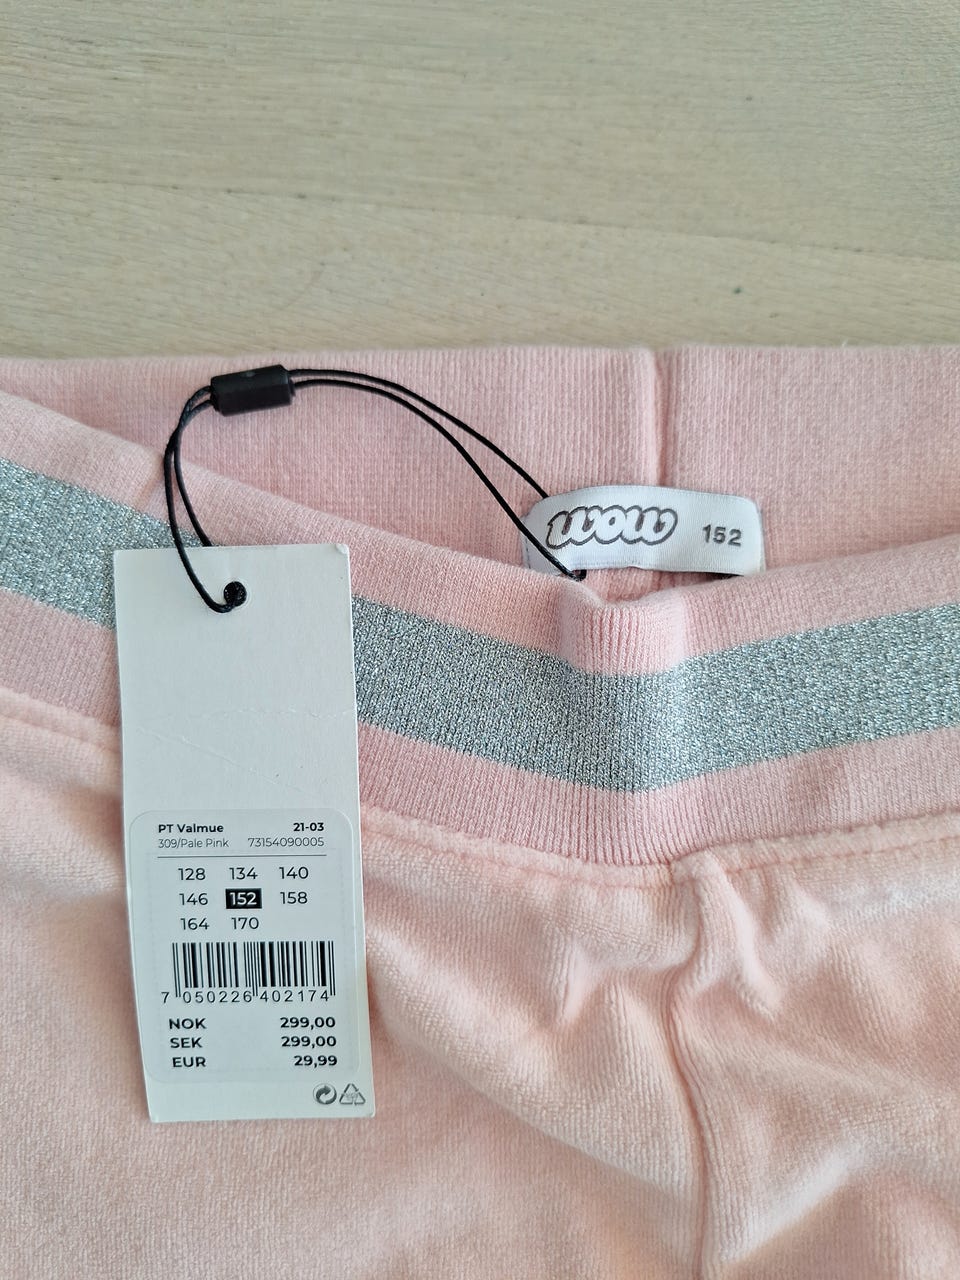 wow 152
PT Valmue 21-03
309/Pale Pink 73154090005
128 134 140
146 152 158
164 170
7 050226 402174
NOK 299,00
SEK 299,00
EUR 29,99